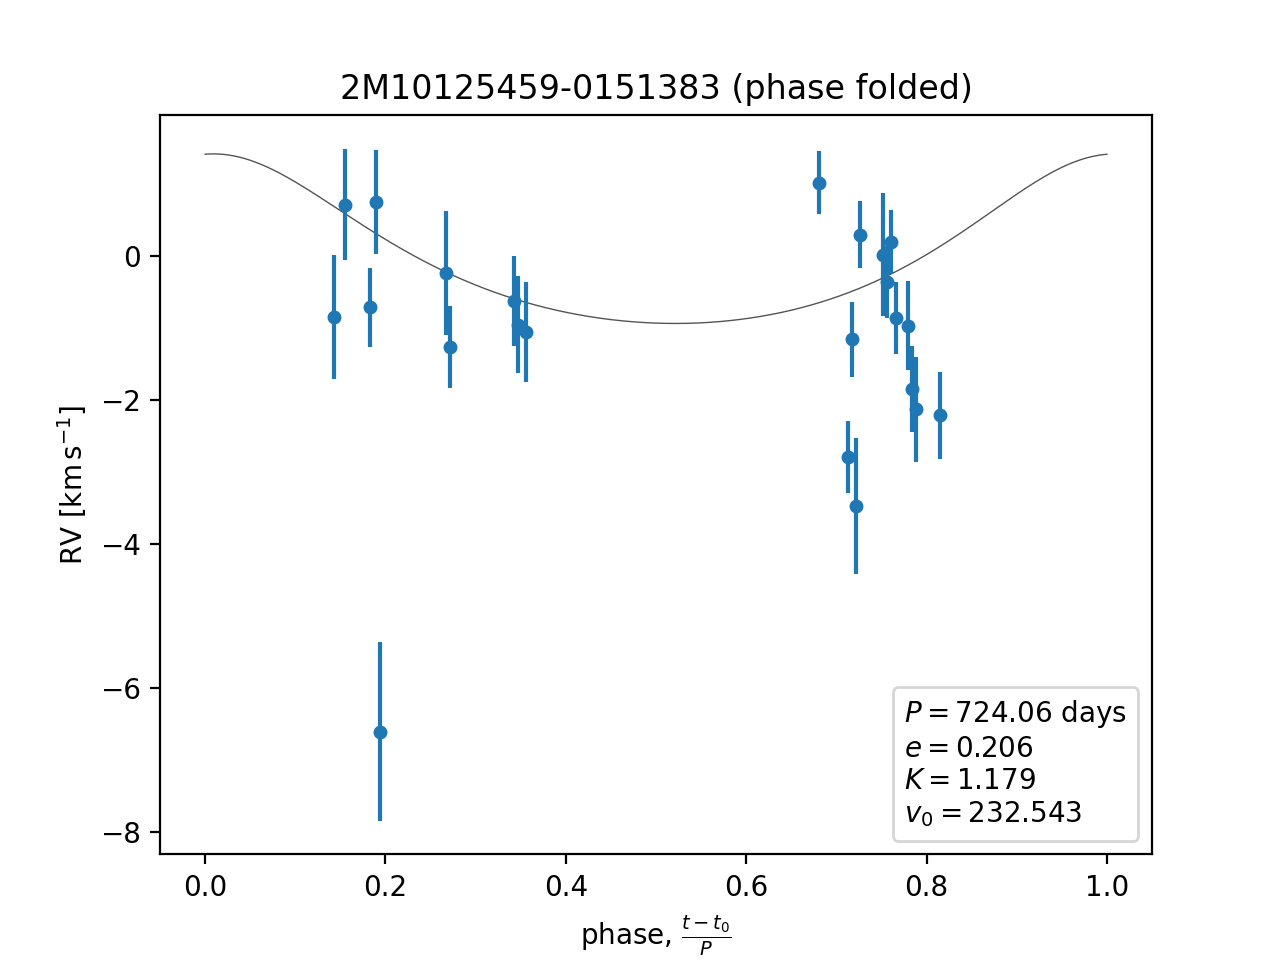 2M10125459-0151383 (phase folded)
0
−2
−4
−6
−8
RV [km s⁻¹]
P = 724.06 days
e = 0.206
K = 1.179
v₀ = 232.543
0.0 0.2 0.4 0.6 0.8 1.0
phase, (t − t₀)/P